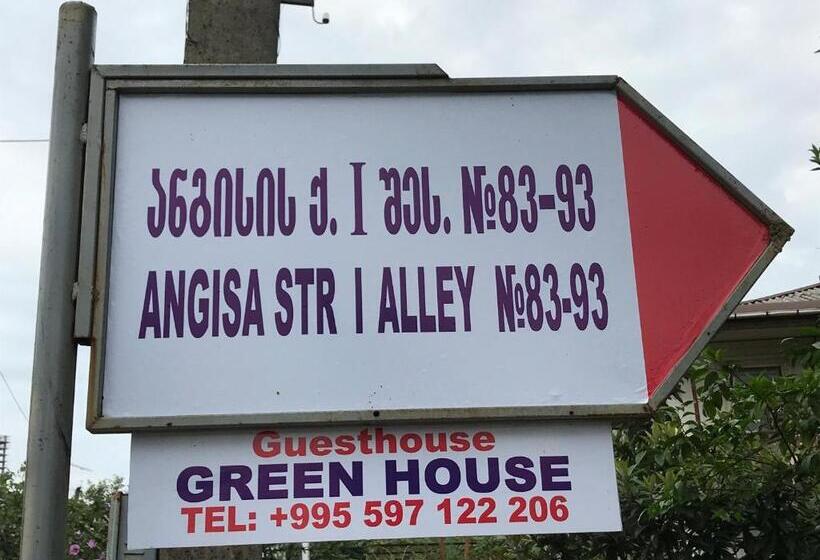 ანგისის ქ. I შეს. №83-93
ANGISA STR I ALLEY №83-93
Guesthouse
GREEN HOUSE
TEL: +995 597 122 206